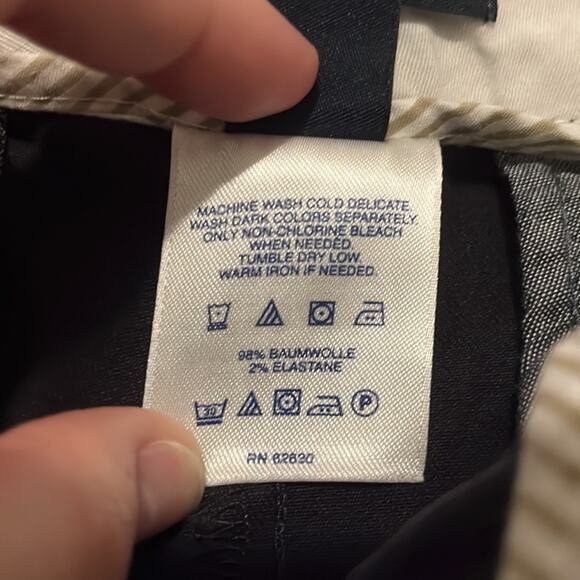 MACHINE WASH COLD DELICATE.
WASH DARK COLORS SEPARATELY.
ONLY NON-CHLORINE BLEACH
WHEN NEEDED.
TUMBLE DRY LOW.
WARM IRON IF NEEDED.
98% BAUMWOLLE
2% ELASTANE
30 P
RN 62630